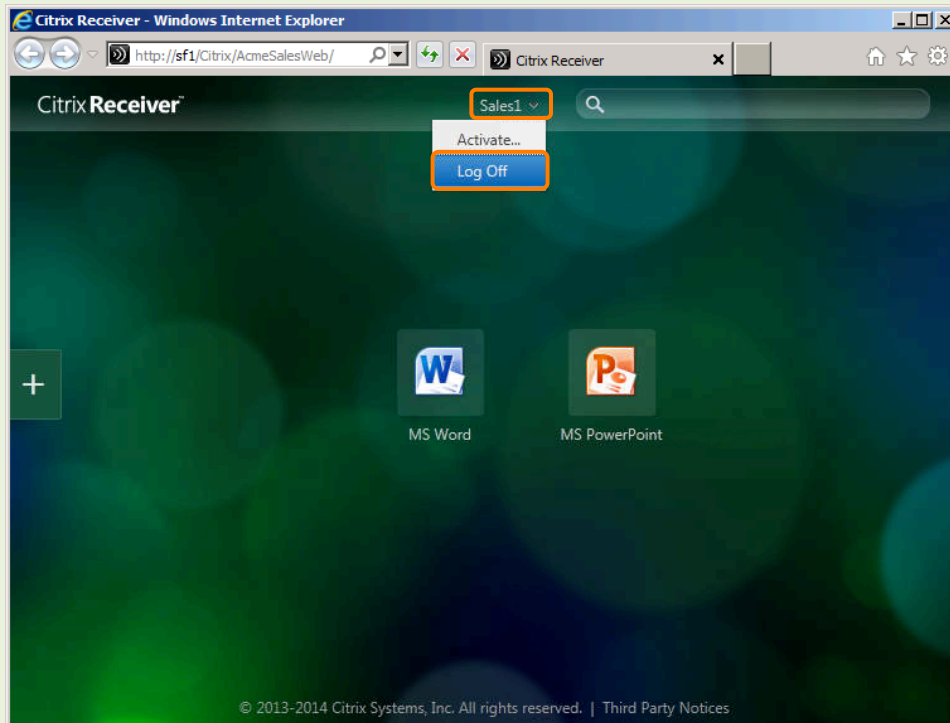 Citrix Receiver - Windows Internet Explorer
http://sf1/Citrix/AcmeSalesWeb/
Citrix Receiver
Citrix Receiver™
Sales1
Activate...
Log Off
MS Word
MS PowerPoint
© 2013-2014 Citrix Systems, Inc. All rights reserved. | Third Party Notices